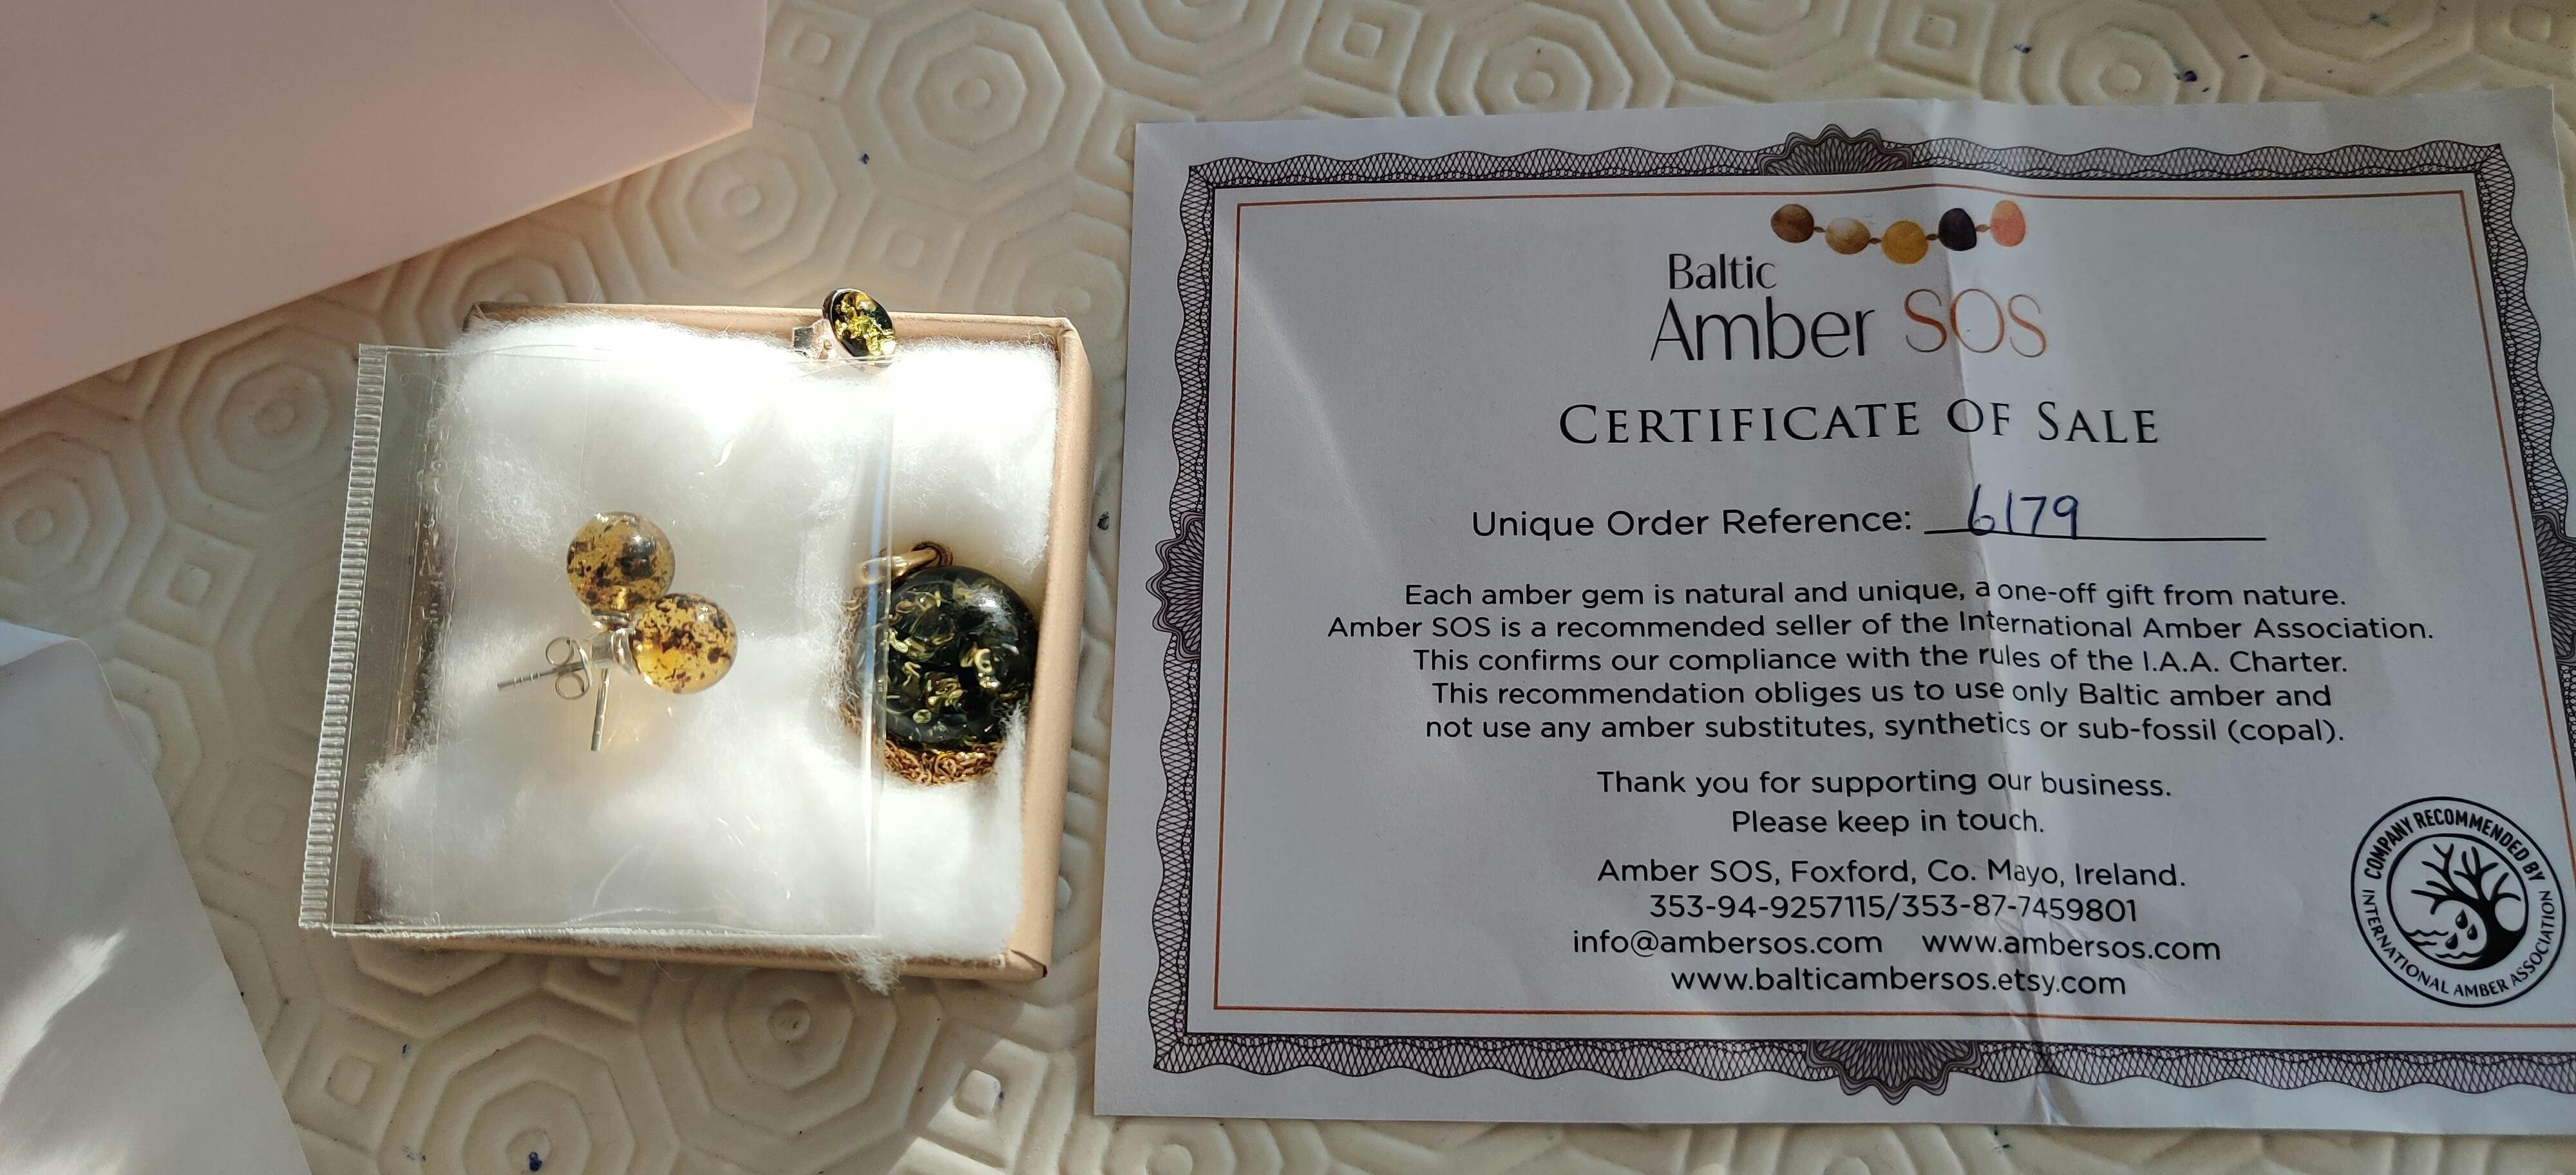 Baltic
Amber SOS
CERTIFICATE OF SALE
Unique Order Reference: 6179
Each amber gem is natural and unique, a one-off gift from nature.
Amber SOS is a recommended seller of the International Amber Association.
This confirms our compliance with the rules of the I.A.A. Charter.
This recommendation obliges us to use only Baltic amber and
not use any amber substitutes, synthetics or sub-fossil (copal).
Thank you for supporting our business.
Please keep in touch.
Amber SOS, Foxford, Co. Mayo, Ireland.
353-94-9257115/353-87-7459801
info@ambersos.com www.ambersos.com
www.balticambersos.etsy.com
COMPANY RECOMMENDED BY
INTERNATIONAL AMBER ASSOCIATION